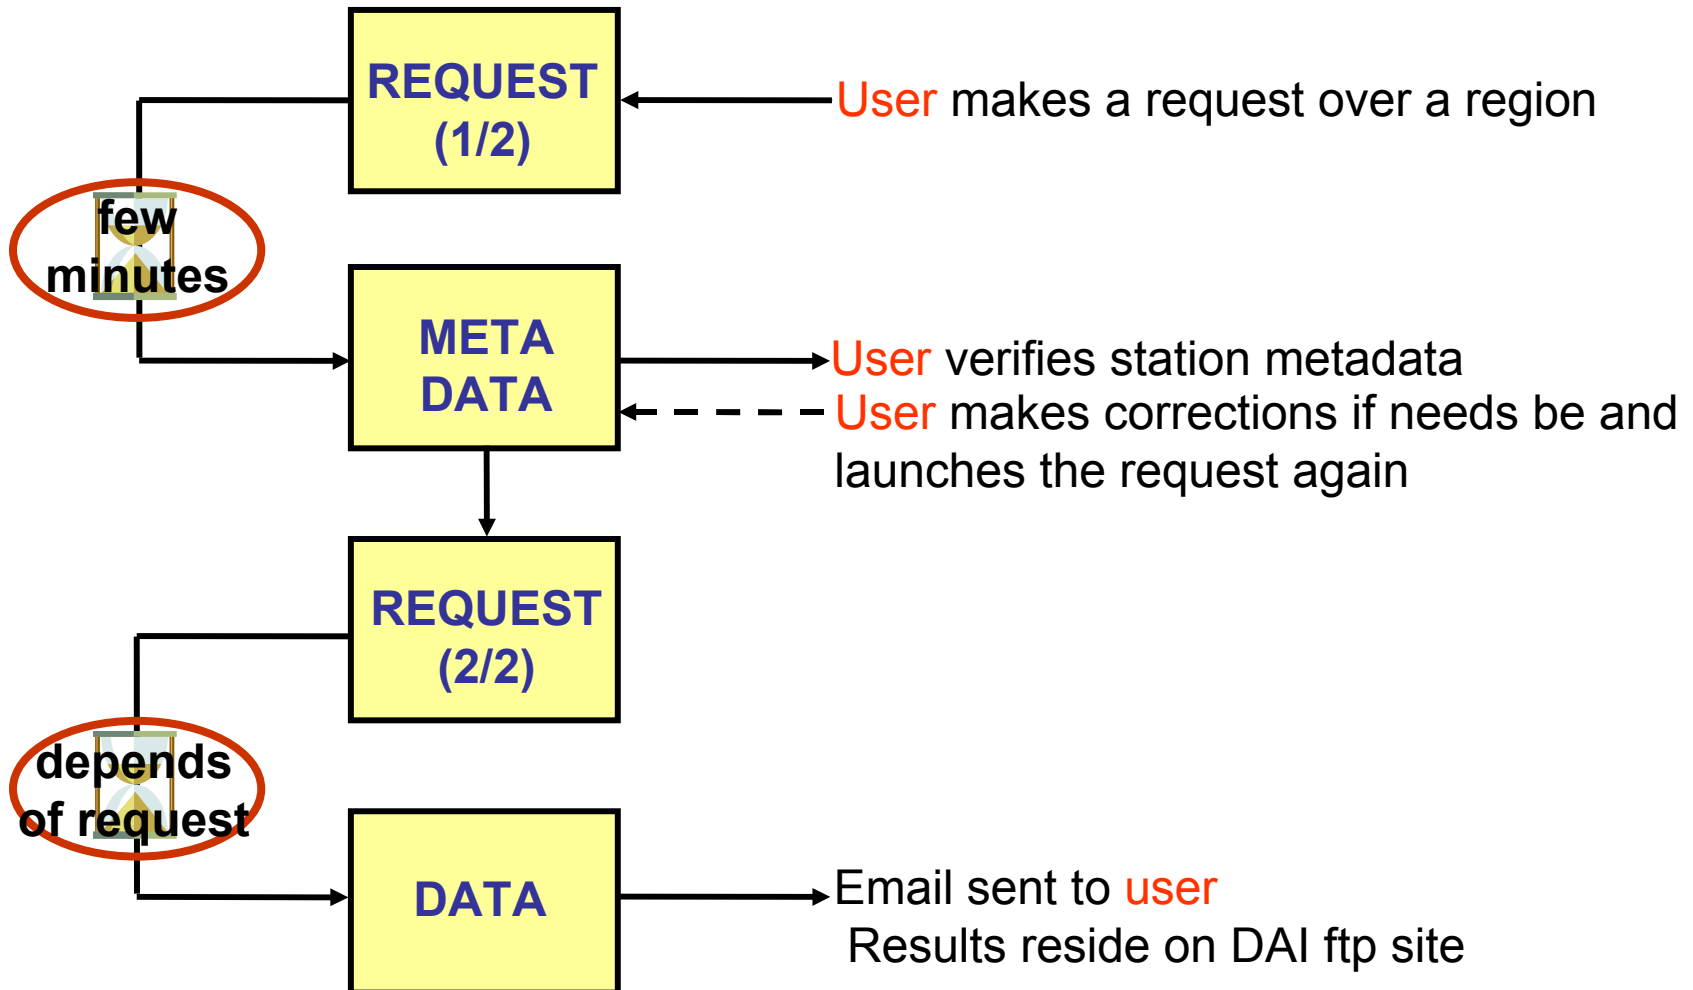 REQUEST
(1/2)
User makes a request over a region
few
minutes
META
DATA
User verifies station metadata
User makes corrections if needs be and
launches the request again
REQUEST
(2/2)
depends
of request
DATA
Email sent to user
Results reside on DAI ftp site